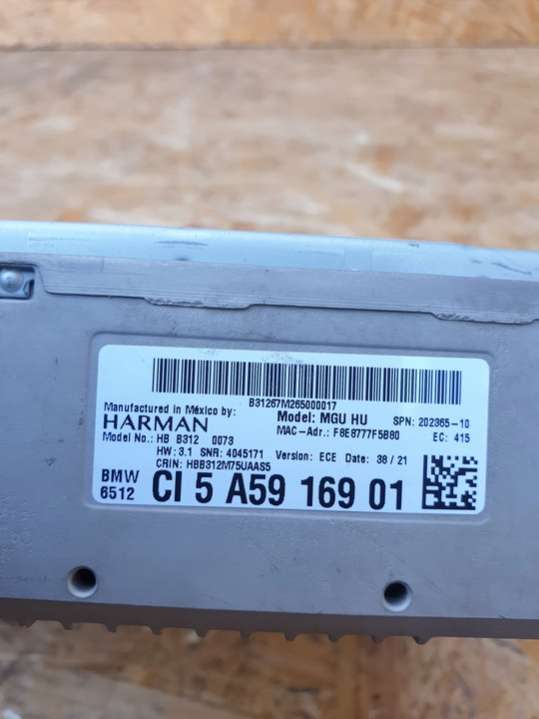 B31267M265000017
Manufactured in México by:
HARMAN
Model: MGU HU
SPN: 202365-10
MAC-Adr.: F8E8777F5B80
EC: 415
Model No.: HB B312 0073
HW: 3.1 SNR: 4045171 Version: ECE Date: 38 / 21
CRIN: HBB312M75UAAS5
BMW
6512
CI 5 A59 169 01